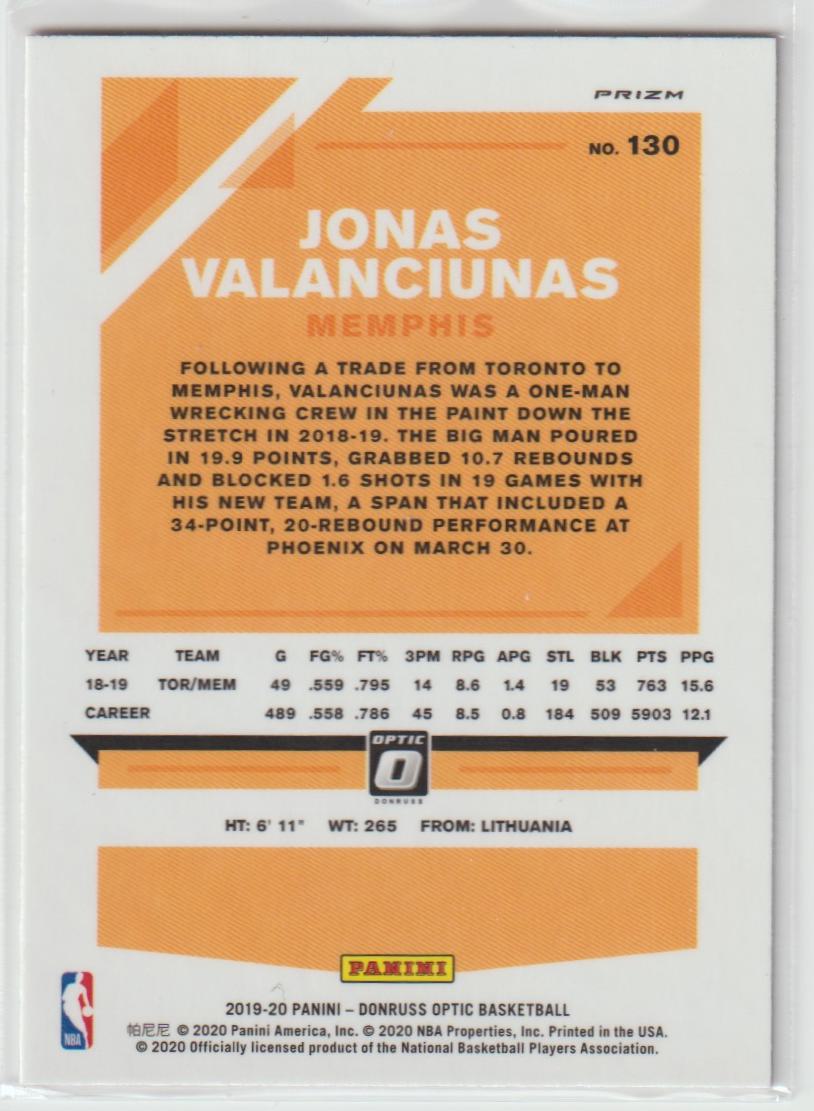 PRIZM
NO. 130
JONAS
VALANCIUNAS
MEMPHIS
FOLLOWING A TRADE FROM TORONTO TO
MEMPHIS, VALANCIUNAS WAS A ONE-MAN
WRECKING CREW IN THE PAINT DOWN THE
STRETCH IN 2018-19. THE BIG MAN POURED
IN 19.9 POINTS, GRABBED 10.7 REBOUNDS
AND BLOCKED 1.6 SHOTS IN 19 GAMES WITH
HIS NEW TEAM, A SPAN THAT INCLUDED A
34-POINT, 20-REBOUND PERFORMANCE AT
PHOENIX ON MARCH 30.
YEAR TEAM G FG% FT% 3PM RPG APG STL BLK PTS PPG
18-19 TOR/MEM 49 .559 .795 14 8.6 1.4 19 53 763 15.6
CAREER 489 .558 .786 45 8.5 0.8 184 509 5903 12.1
OPTIC
O
DONRUSS
HT: 6' 11" WT: 265 FROM: LITHUANIA
PANINI
NBA
2019-20 PANINI – DONRUSS OPTIC BASKETBALL
帕尼尼 © 2020 Panini America, Inc. © 2020 NBA Properties, Inc. Printed in the USA.
© 2020 Officially licensed product of the National Basketball Players Association.